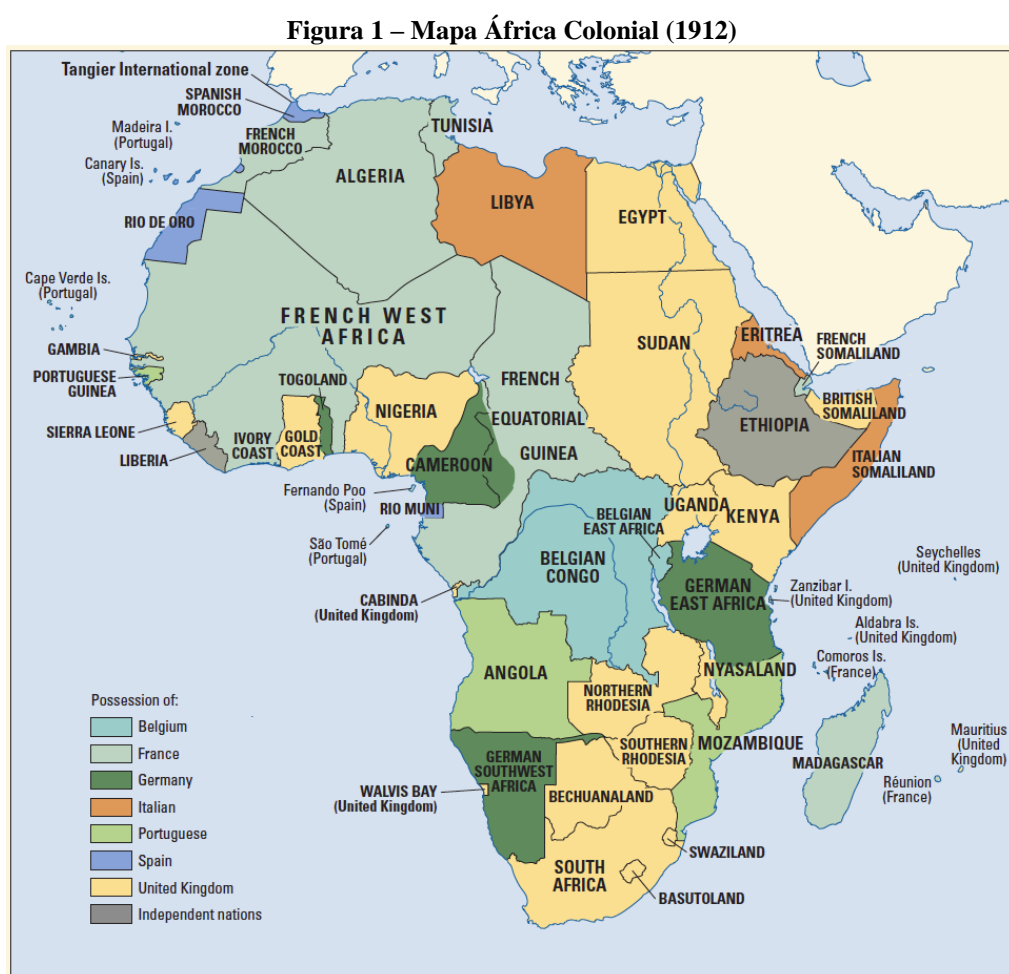 Figura 1 – Mapa África Colonial (1912)
Tangier International zone
SPANISH
MOROCCO
Madeira I.
(Portugal)
FRENCH
MOROCCO
TUNISIA
Canary Is.
(Spain)
ALGERIA
LIBYA
EGYPT
RIO DE ORO
Cape Verde Is.
(Portugal)
FRENCH WEST
AFRICA
SUDAN
ERITREA
FRENCH
SOMALILAND
GAMBIA
PORTUGUESE
GUINEA
TOGOLAND
FRENCH
EQUATORIAL
GUINEA
NIGERIA
BRITISH
SOMALILAND
ETHIOPIA
SIERRA LEONE
IVORY
COAST
GOLD
COAST
LIBERIA
CAMEROON
ITALIAN
SOMALILAND
Fernando Poo
(Spain)
RIO MUNI
BELGIAN
EAST AFRICA
UGANDA
KENYA
São Tomé
(Portugal)
BELGIAN
CONGO
Seychelles
(United Kingdom)
GERMAN
EAST AFRICA
Zanzibar I.
(United Kingdom)
CABINDA
(United Kingdom)
Aldabra Is.
(United Kingdom)
ANGOLA
NYASALAND
Comoros Is.
(France)
NORTHERN
RHODESIA
Possession of:
Belgium
France
Germany
Italian
Portuguese
Spain
United Kingdom
Independent nations
SOUTHERN
RHODESIA
MOZAMBIQUE
MADAGASCAR
Mauritius
(United
Kingdom)
GERMAN
SOUTHWEST
AFRICA
Réunion
(France)
WALVIS BAY
(United Kingdom)
BECHUANALAND
SWAZILAND
SOUTH
AFRICA
BASUTOLAND